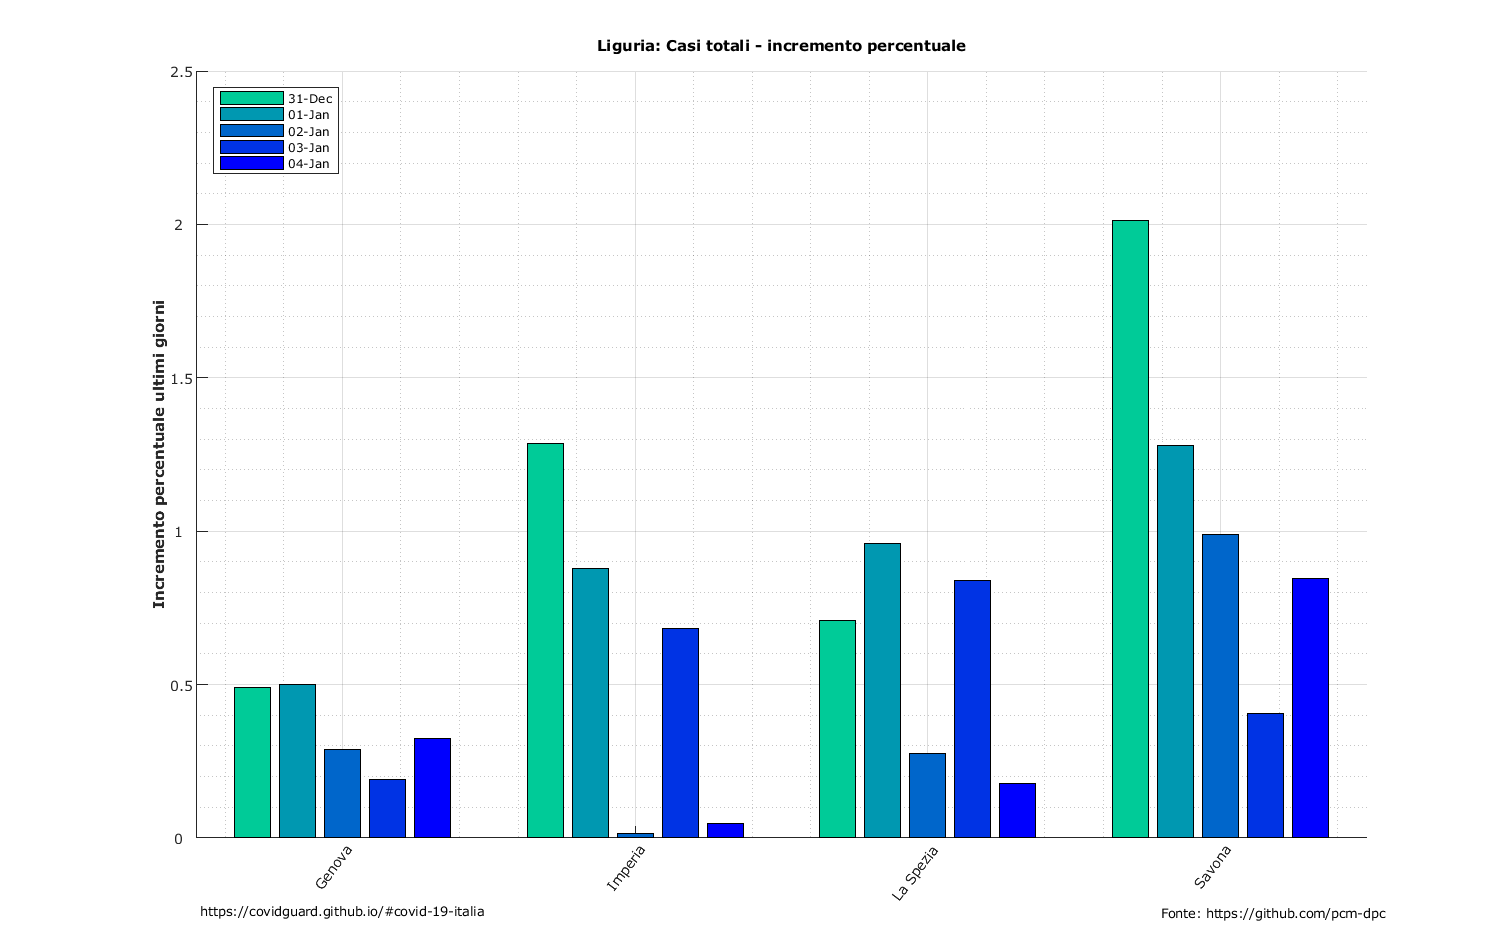 Liguria: Casi totali - incremento percentuale
31-Dec
01-Jan
02-Jan
03-Jan
04-Jan
Incremento percentuale ultimi giorni
2.5
2
1.5
1
0.5
0
Genova
Imperia
La Spezia
Savona
https://covidguard.github.io/#covid-19-italia
Fonte: https://github.com/pcm-dpc